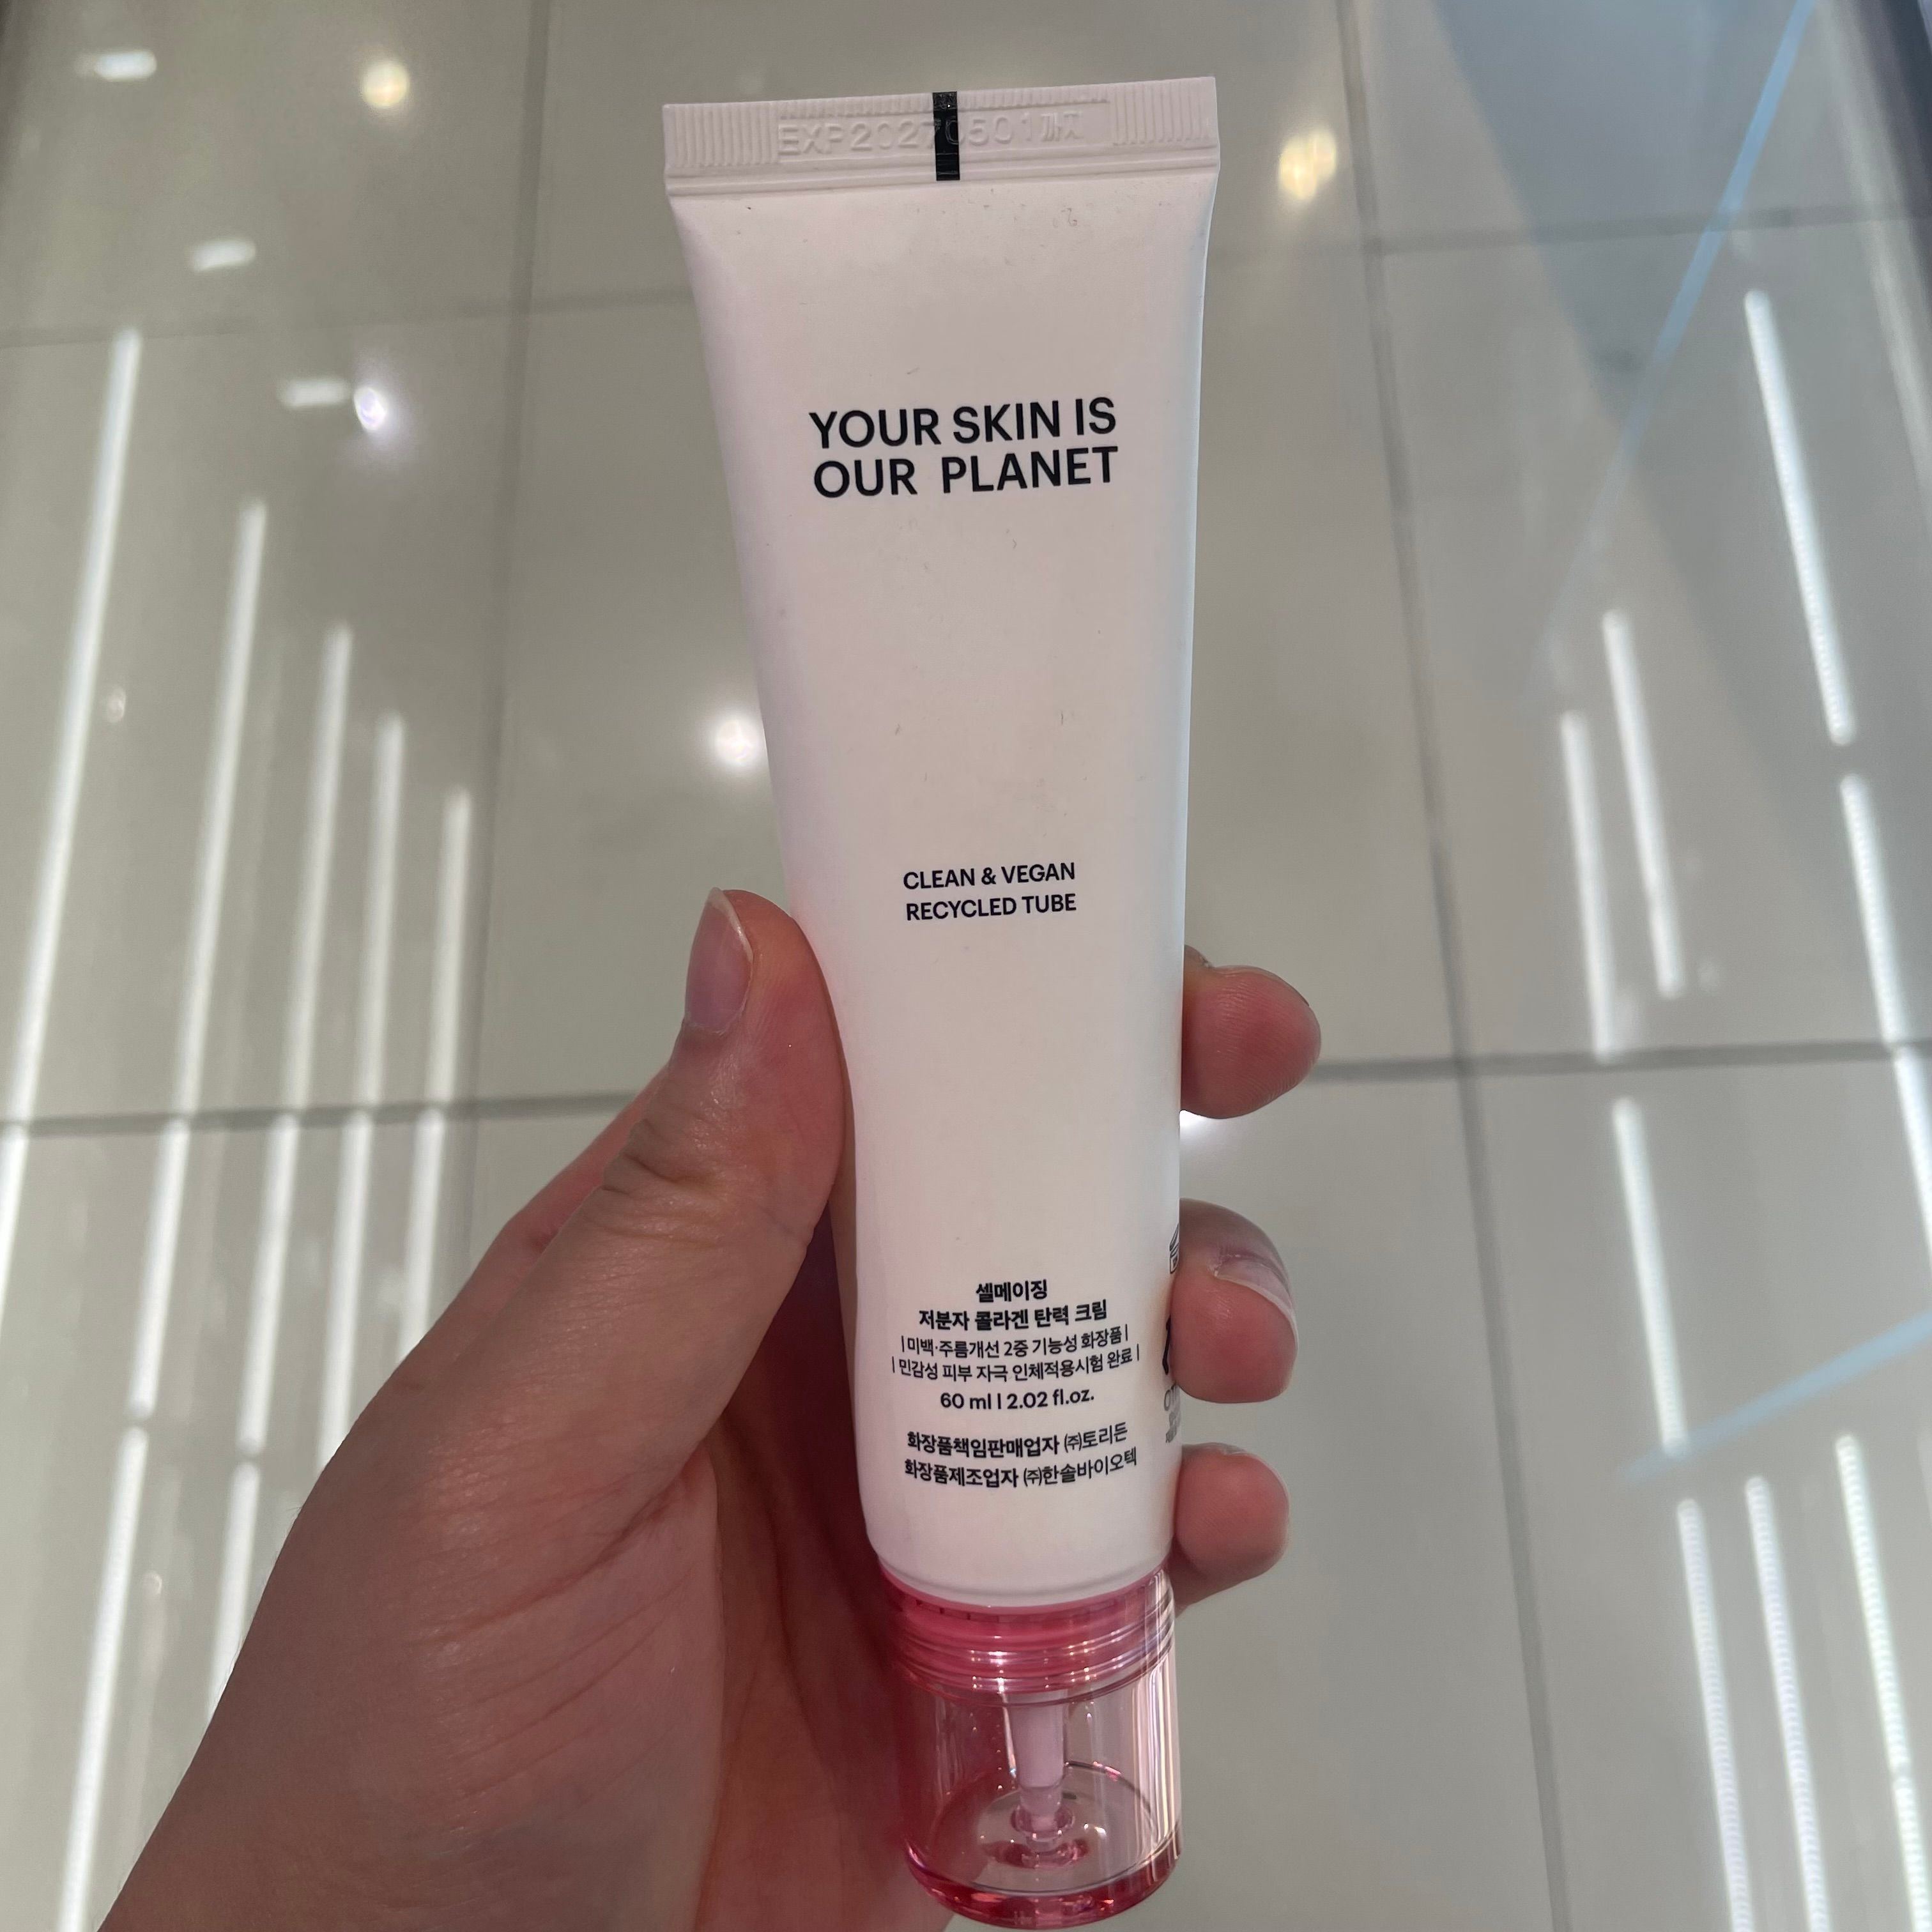 EXP 20270501까지
YOUR SKIN IS
OUR PLANET
CLEAN & VEGAN
RECYCLED TUBE
셀메이징
저분자 콜라겐 탄력 크림
|미백·주름개선 2중 기능성 화장품|
| 민감성 피부 자극 인체적용시험 완료 |
60 ml l 2.02 fl.oz.
화장품책임판매업자 ㈜토리든
화장품제조업자 ㈜한솔바이오텍